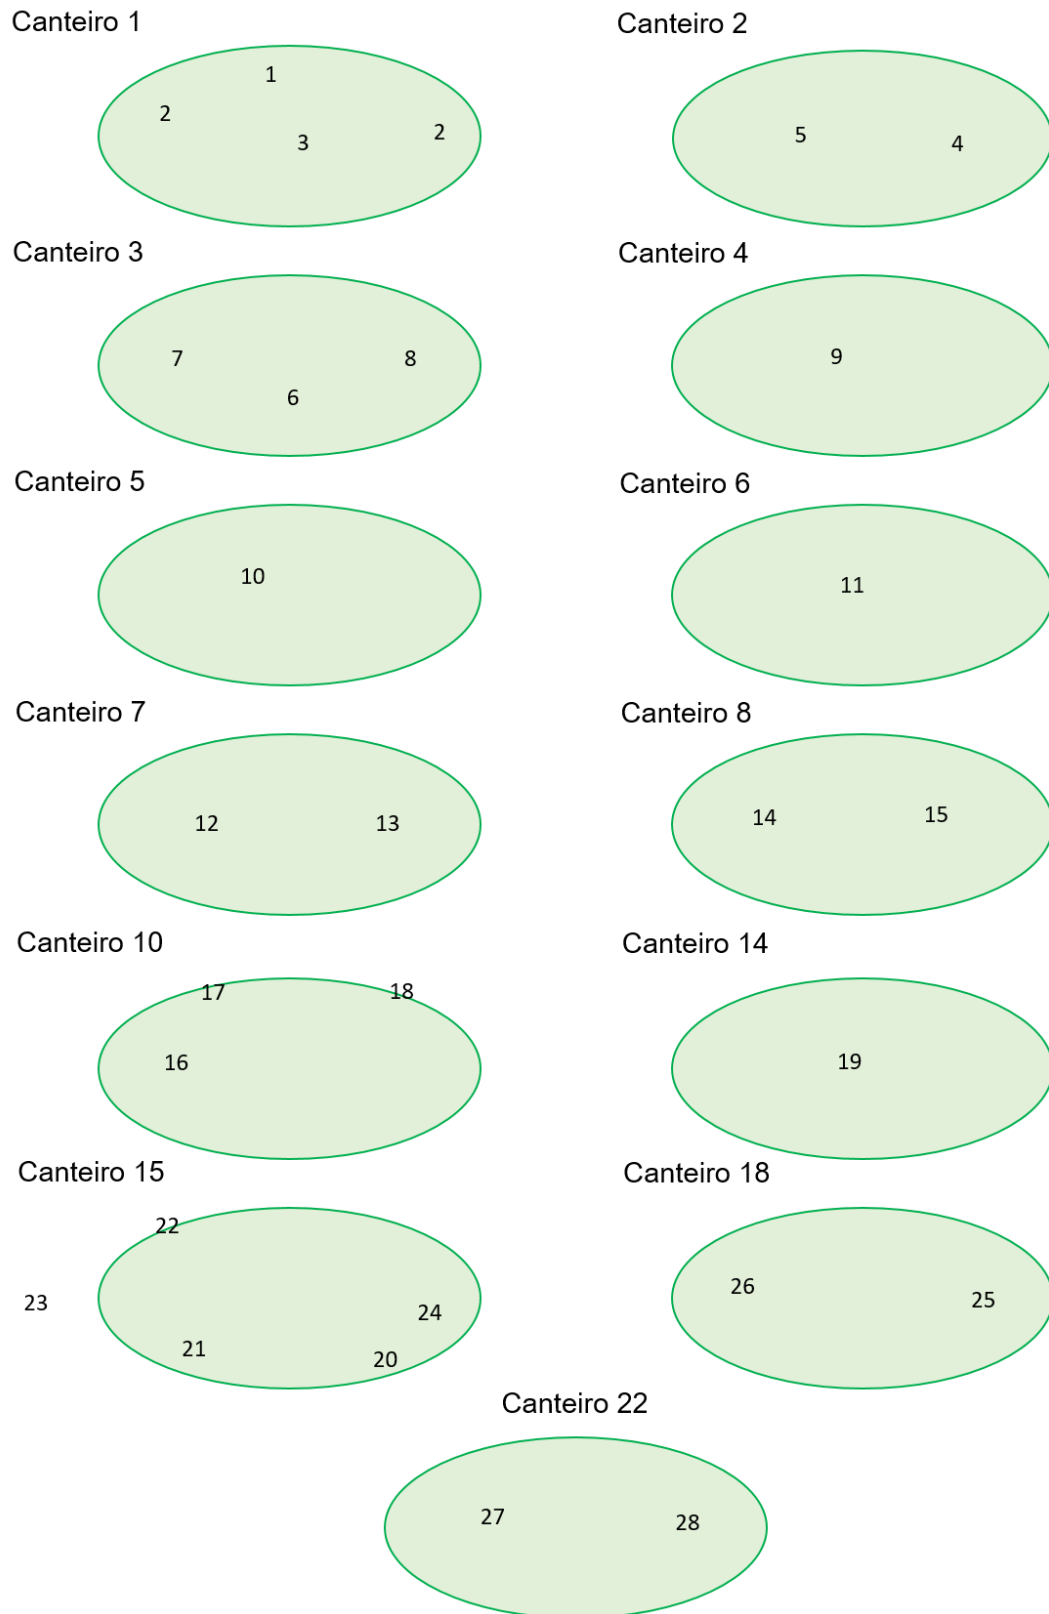 Canteiro 1
Canteiro 2
1
2
3
2
5
4
Canteiro 3
Canteiro 4
7
8
6
9
Canteiro 5
Canteiro 6
10
11
Canteiro 7
Canteiro 8
12
13
14
15
Canteiro 10
Canteiro 14
17
18
16
19
Canteiro 15
Canteiro 18
22
23
24
21
20
26
25
Canteiro 22
27
28